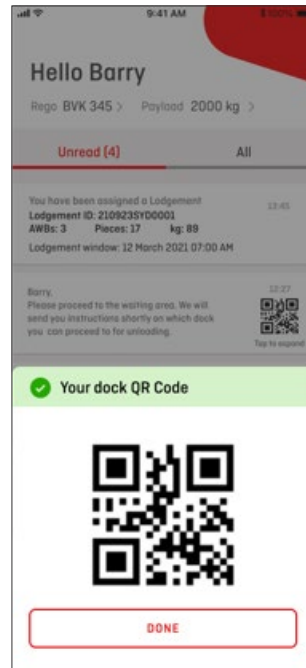 9:41 AM
100%
Hello Barry
Rego BVK 345 > Payload 2000 kg >
Unread (4) All
You have been assigned a Lodgement 13:45
Lodgement ID: 210923SYD0001
AWBs: 3 Pieces: 17 kg: 89
Lodgement window: 12 March 2021 07:00 AM
Barry, 13:27
Please proceed to the waiting area. We will
send you instructions shortly on which dock
you can proceed to for unloading.
Tap to expand
Your dock QR Code
DONE